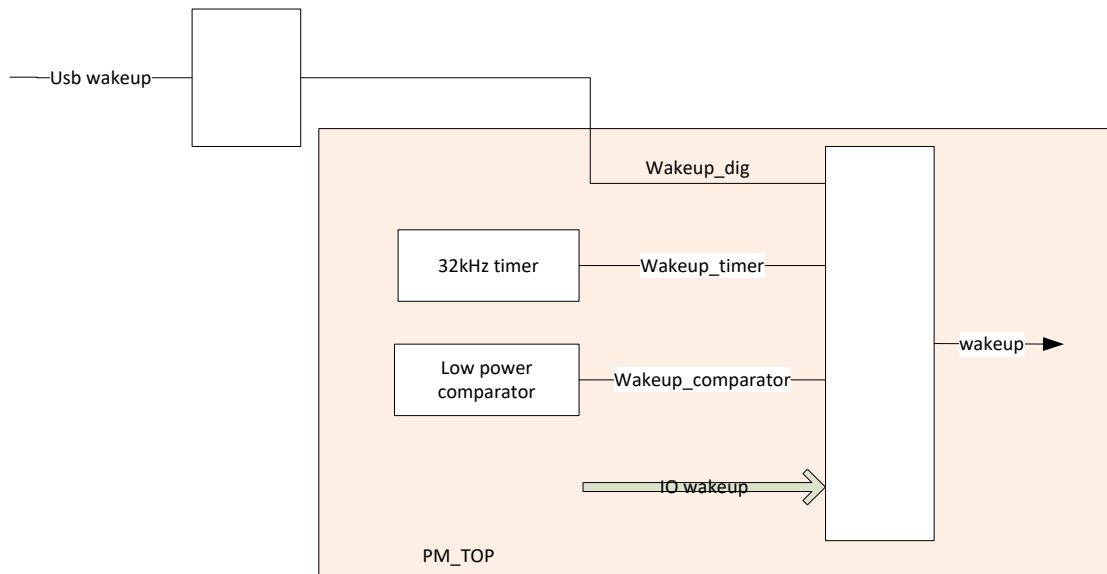 Usb wakeup
Wakeup_dig
32kHz timer
Wakeup_timer
wakeup
Low power
comparator
Wakeup_comparator
IO wakeup
PM_TOP